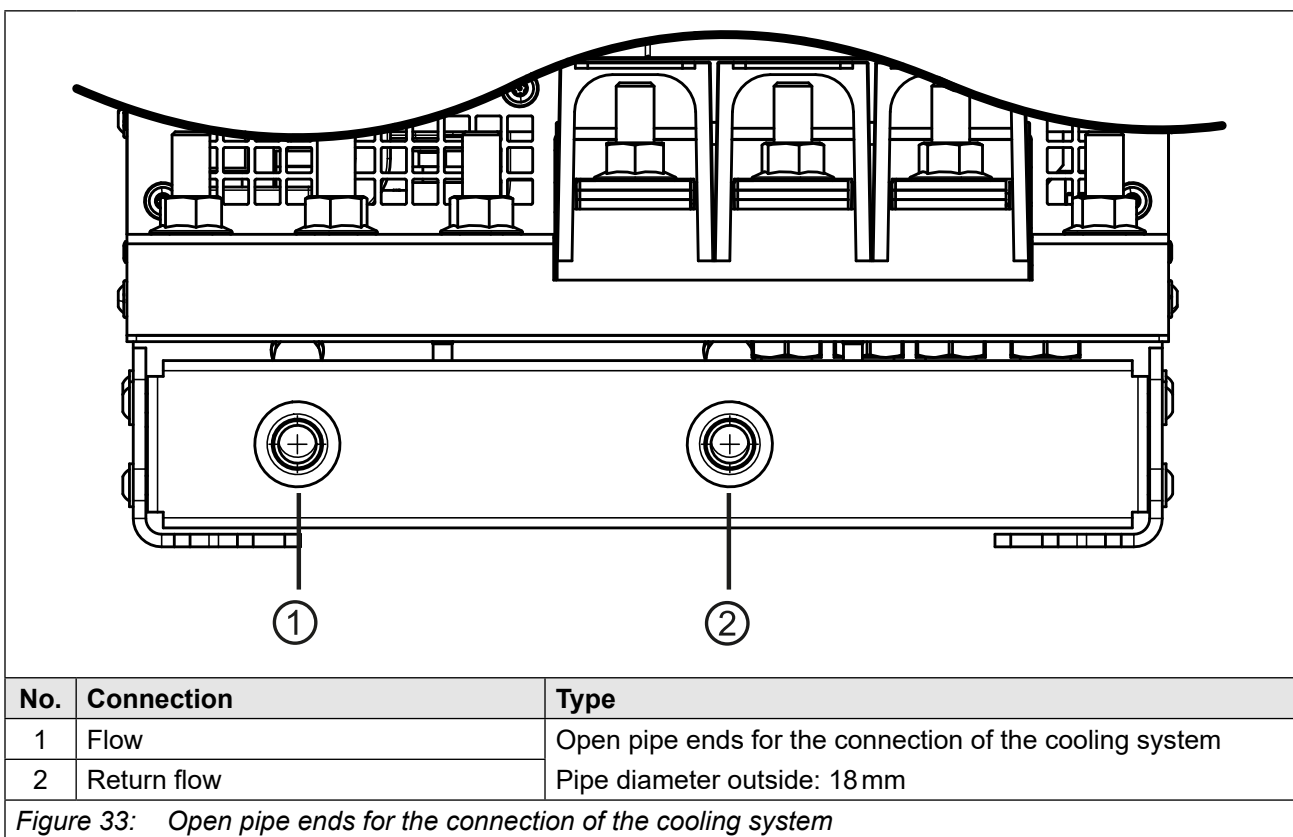 1
2
No. Connection Type
1 Flow Open pipe ends for the connection of the cooling system
2 Return flow Pipe diameter outside: 18 mm
Figure 33: Open pipe ends for the connection of the cooling system